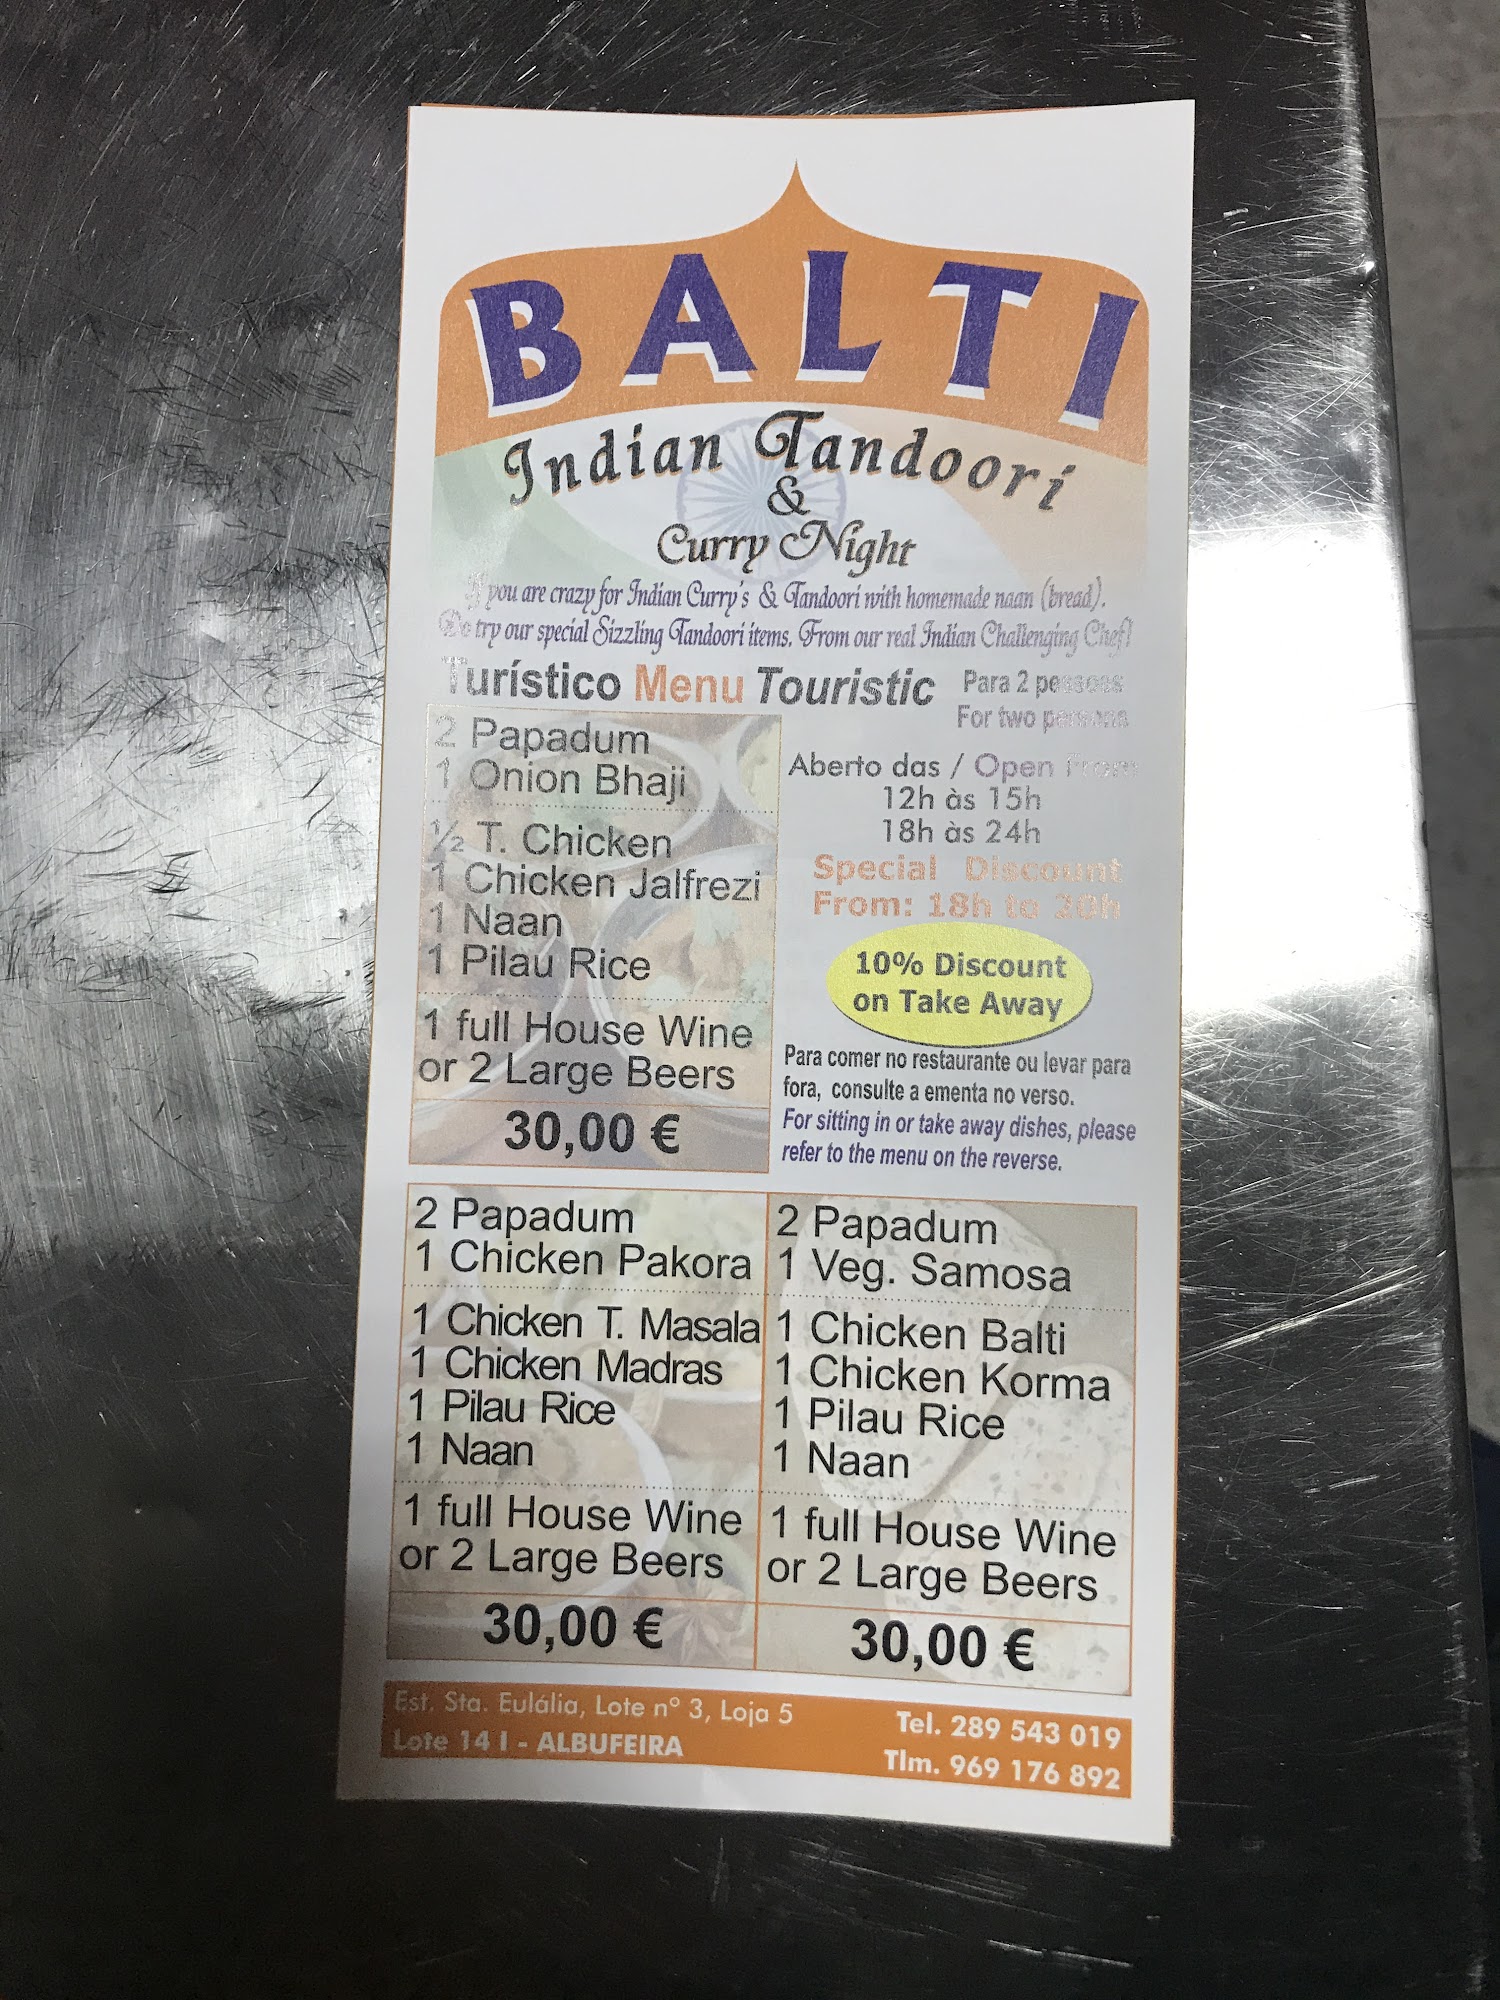 BALTI
Indian Tandoori
&
Curry Night
If you are crazy for Indian Curry's & Tandoori with homemade naan (bread).
Do try our special Sizzling Tandoori items. From our real Indian Challenging Chef!
Turístico Menu Touristic
Para 2 pessoas
For two persons
2 Papadum
1 Onion Bhaji
½ T. Chicken
1 Chicken Jalfrezi
1 Naan
1 Pilau Rice
1 full House Wine
or 2 Large Beers
30,00 €
Aberto das / Open From
12h às 15h
18h às 24h
Special Discount
From: 18h to 20h
10% Discount
on Take Away
Para comer no restaurante ou levar para
fora, consulte a ementa no verso.
For sitting in or take away dishes, please
refer to the menu on the reverse.
2 Papadum
1 Chicken Pakora
1 Chicken T. Masala
1 Chicken Madras
1 Pilau Rice
1 Naan
1 full House Wine
or 2 Large Beers
30,00 €
2 Papadum
1 Veg. Samosa
1 Chicken Balti
1 Chicken Korma
1 Pilau Rice
1 Naan
1 full House Wine
or 2 Large Beers
30,00 €
Est. Sta. Eulália, Lote nº 3, Loja 5
Lote 14 I - ALBUFEIRA
Tel. 289 543 019
Tlm. 969 176 892